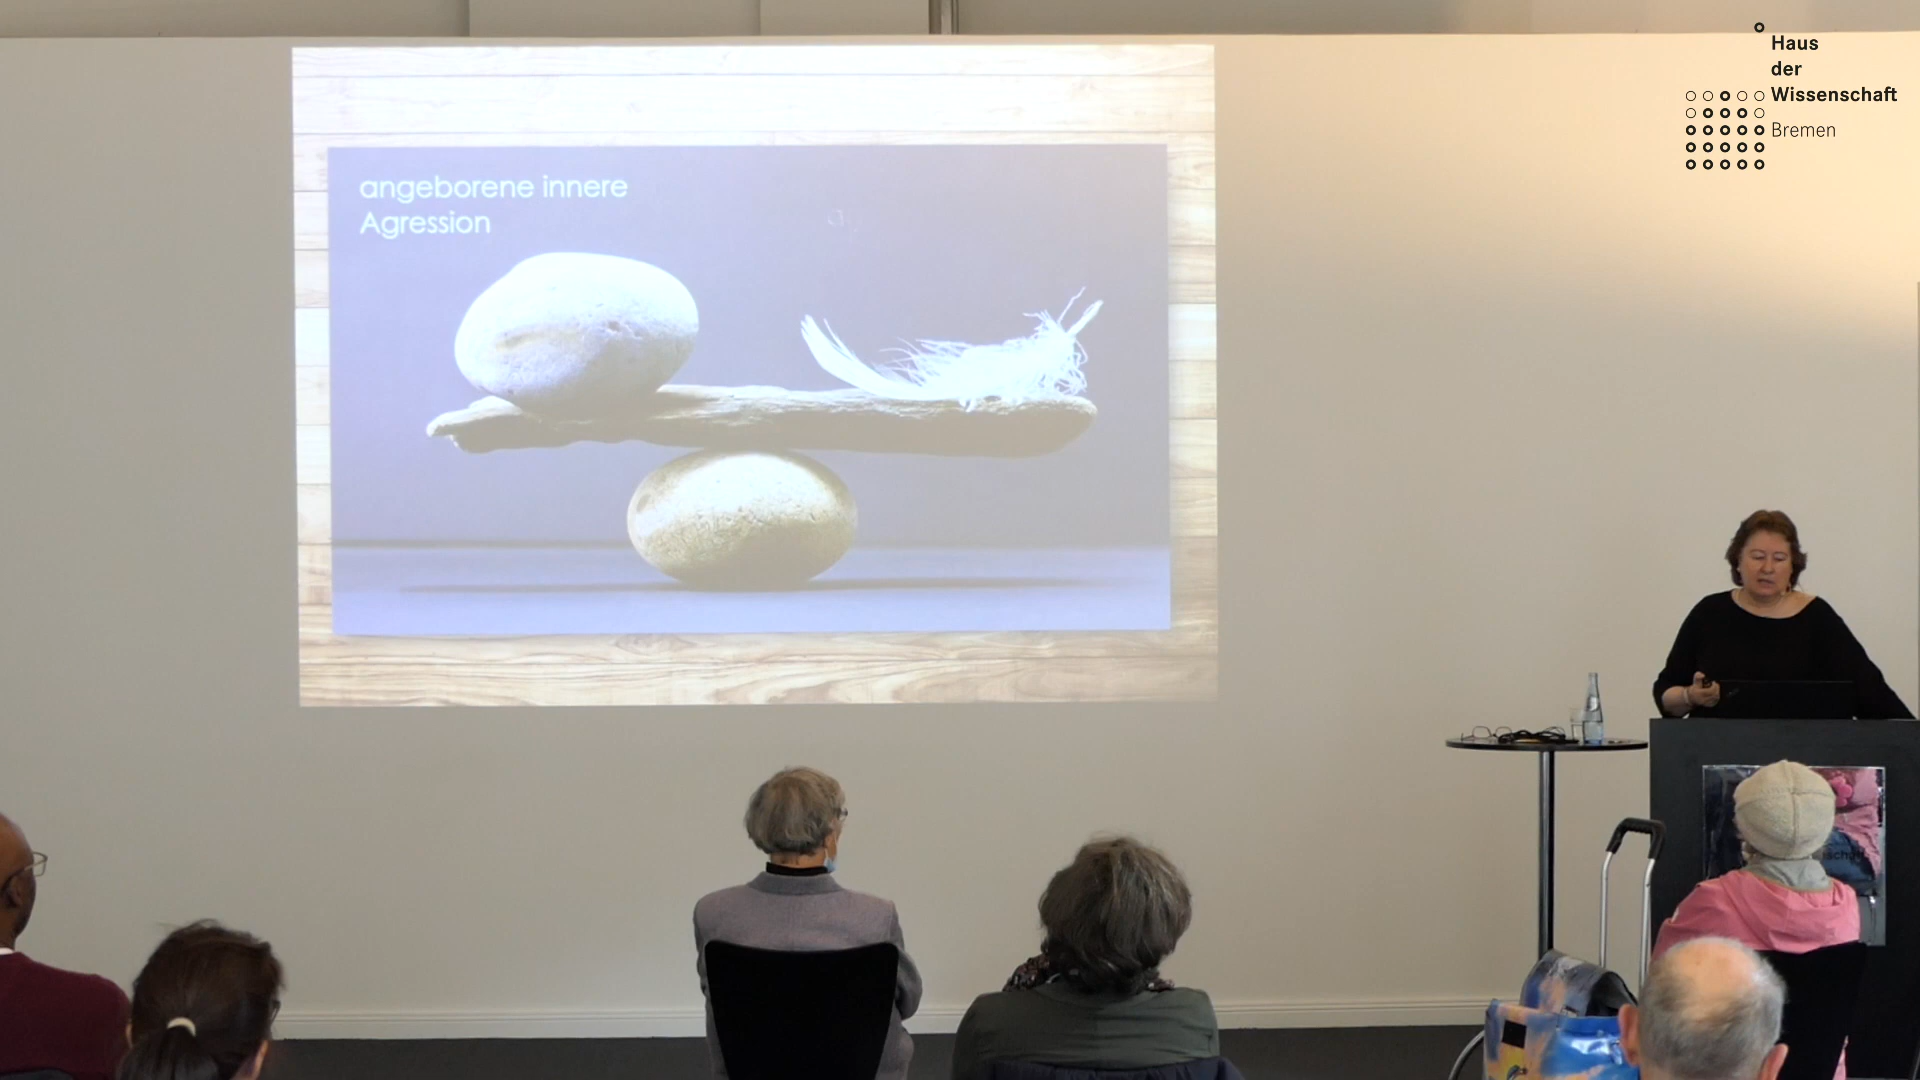 angeborene innere
Agression
Haus
der
Wissenschaft
Bremen